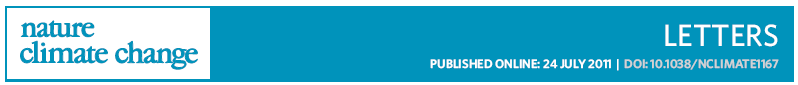 nature
climate change
LETTERS
PUBLISHED ONLINE: 24 JULY 2011 | DOI: 10.1038/NCLIMATE1167